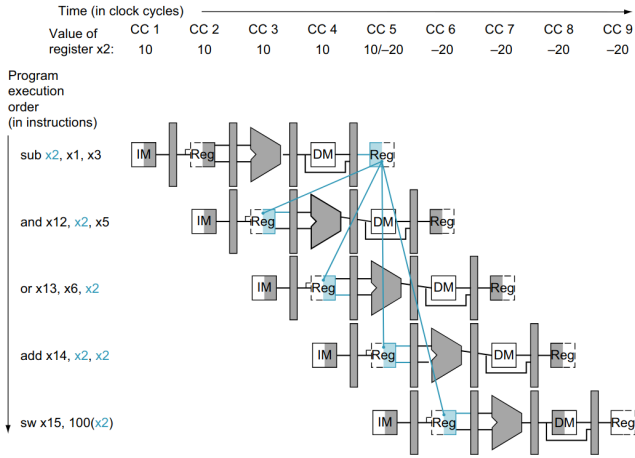 Time (in clock cycles)
CC 1 CC 2 CC 3 CC 4 CC 5 CC 6 CC 7 CC 8 CC 9
Value of
register x2: 10 10 10 10 10/–20 –20 –20 –20 –20
Program
execution
order
(in instructions)
sub x2, x1, x3
IM Reg DM Reg
and x12, x2, x5
IM Reg DM Reg
or x13, x6, x2
IM Reg DM Reg
add x14, x2, x2
IM Reg DM Reg
sw x15, 100(x2)
IM Reg DM Reg